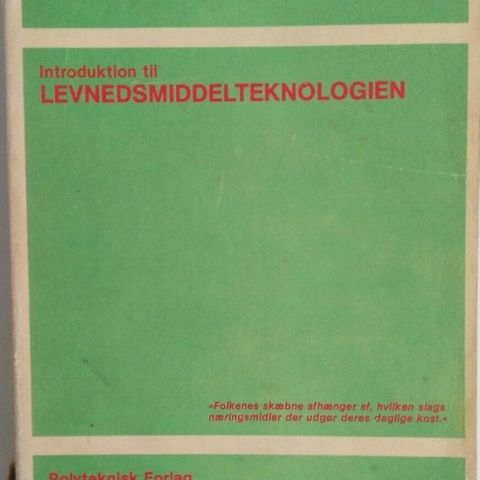 Introduktion til
LEVNEDSMIDDELTEKNOLOGIEN
»Folkenes skæbne afhænger af, hvilken slags
næringsmidler der udgør deres daglige kost.«
Polyteknisk Forlag